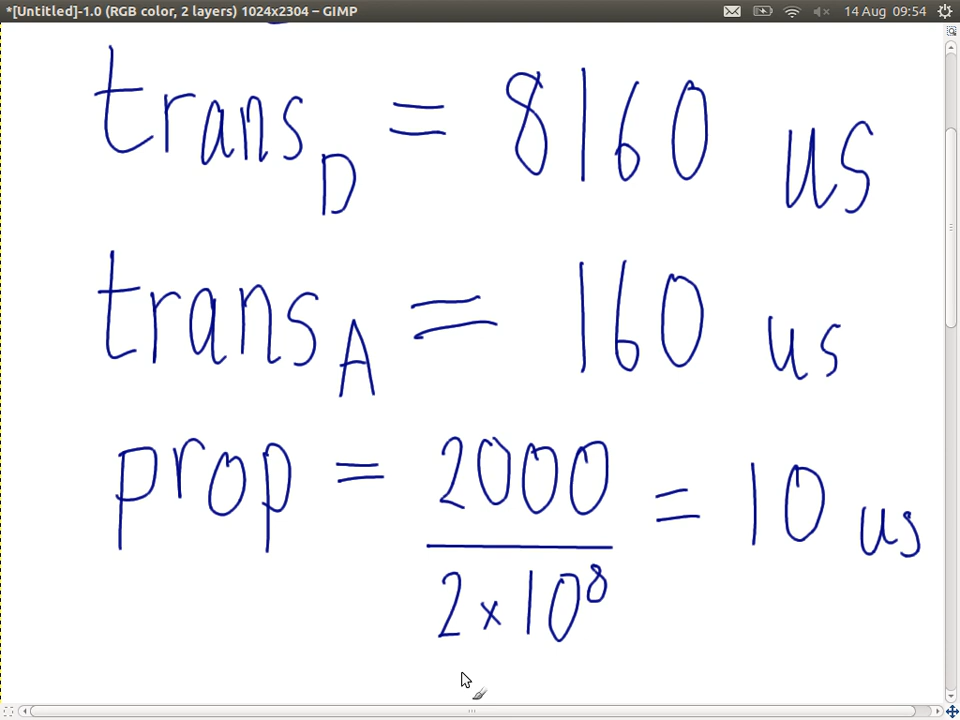 *[Untitled]-1.0 (RGB color, 2 layers) 1024x2304 – GIMP 14 Aug 09:54
trans_D = 8160 us
trans_A = 160 us
prop = 2000 / 2 x 10^8 = 10 us